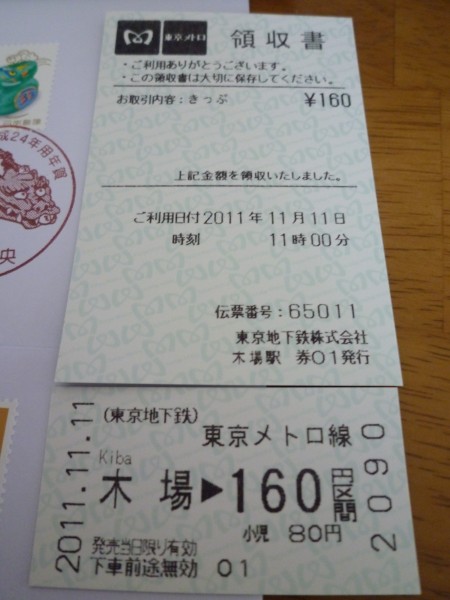 東京メトロ 領収書
・ご利用ありがとうございます。
・この領収書は大切に保存してください。
お取引内容：きっぷ ¥160
上記金額を領収いたしました。
ご利用日付2011年11月11日
時刻 11時00分
伝票番号：65011
東京地下鉄株式会社
木場駅 券01発行
2011.11.11
(東京地下鉄) 東京メトロ線
Kiba
木場▶160円区間
小児 80円
発売当日限り有効
下車前途無効 01
2090
成24年用年賀
央